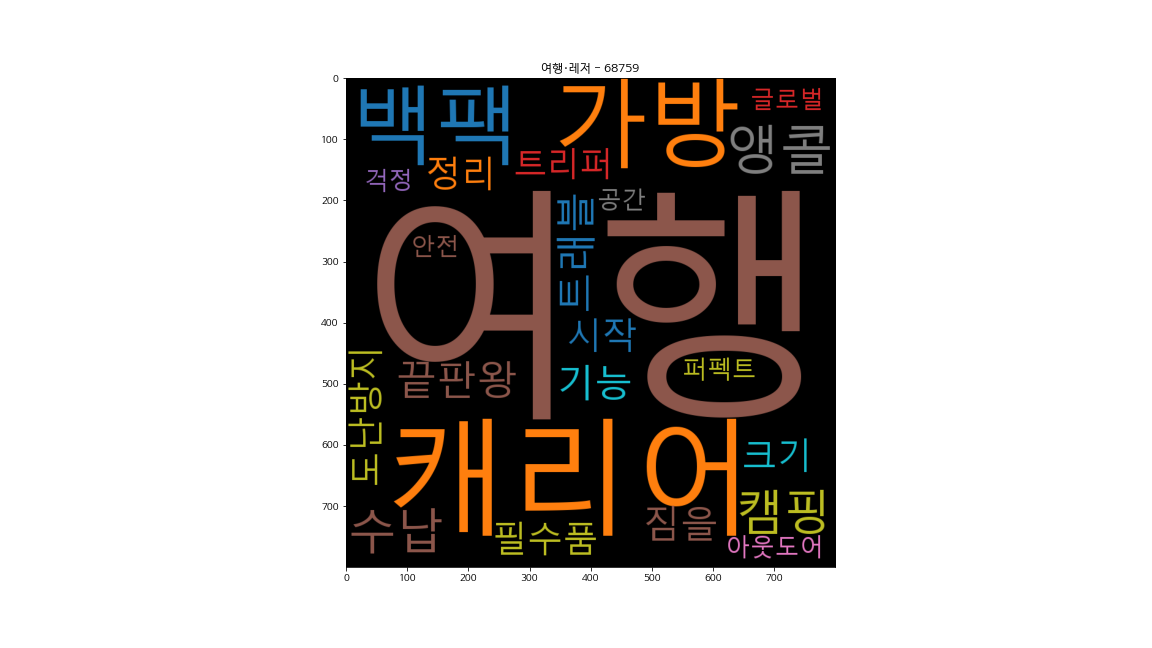 여행·레저 - 68759
백팩
가방
글로벌
앵콜
걱정
정리
트리퍼
공간
여행
안전
트래블
시작
퍼펙트
끝판왕
기능
도난방지
캐리어
크기
수납
필수품
짐을
캠핑
아웃도어
0
100
200
300
400
500
600
700
0 100 200 300 400 500 600 700